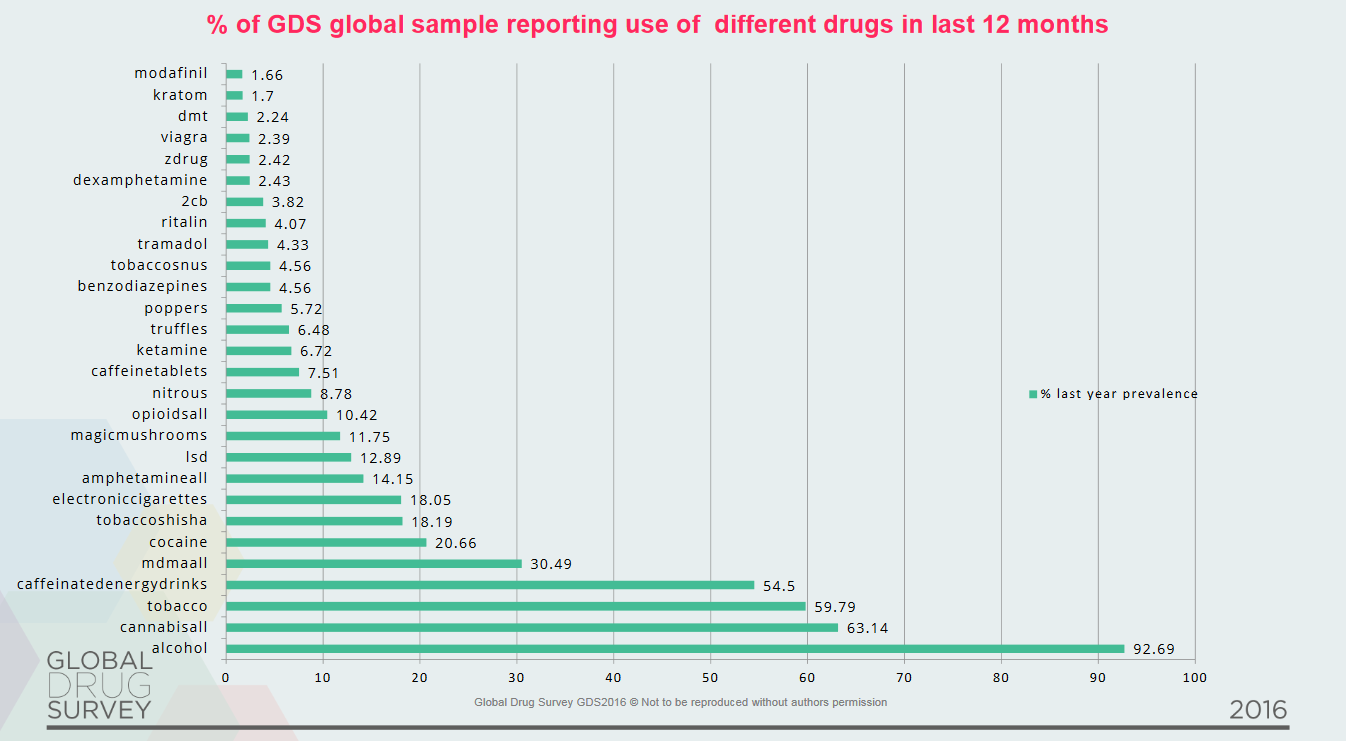 % of GDS global sample reporting use of  different drugs in last 12 months
modafinil 1.66
kratom 1.7
dmt 2.24
viagra 2.39
zdrug 2.42
dexamphetamine 2.43
2cb 3.82
ritalin 4.07
tramadol 4.33
tobaccosnus 4.56
benzodiazepines 4.56
poppers 5.72
truffles 6.48
ketamine 6.72
caffeinetablets 7.51
nitrous 8.78
% last year prevalence
opioidsall 10.42
magicmushrooms 11.75
lsd 12.89
amphetamineall 14.15
electroniccigarettes 18.05
tobaccoshisha 18.19
cocaine 20.66
mdmaall 30.49
caffeinatedenergydrinks 54.5
tobacco 59.79
cannabisall 63.14
alcohol 92.69
0 10 20 30 40 50 60 70 80 90 100
GLOBAL
DRUG
SURVEY
Global Drug Survey GDS2016 © Not to be reproduced without authors permission
2016